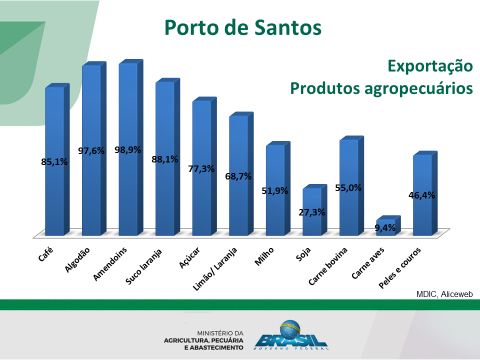 Porto de Santos
Exportação
Produtos agropecuários
85,1%
97,6%
98,9%
88,1%
77,3%
68,7%
51,9%
27,3%
55,0%
9,4%
46,4%
Café
Algodão
Amendoins
Suco laranja
Açúcar
Limão/ Laranja
Milho
Soja
Carne bovina
Carne aves
Peles e couros
MDIC, Aliceweb
MINISTÉRIO DA
AGRICULTURA, PECUÁRIA
E ABASTECIMENTO
BRASIL
GOVERNO FEDERAL